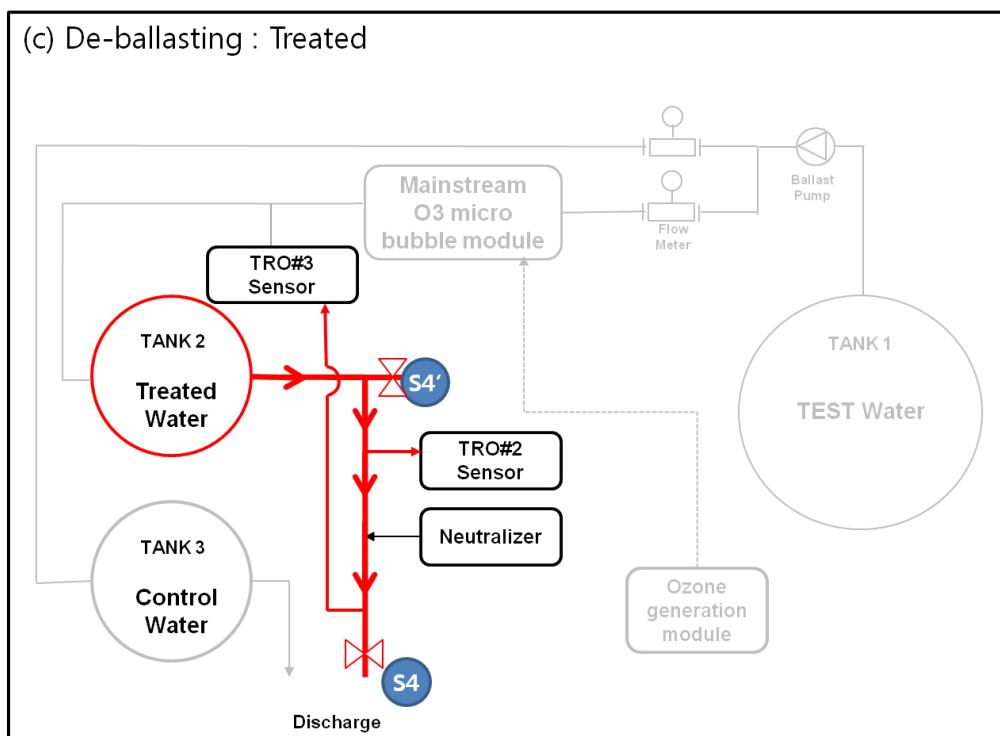 (c) De-ballasting : Treated
Ballast
Pump
Mainstream
O3 micro
bubble module
Flow
Meter
TRO#3
Sensor
TANK 2
Treated
Water
S4’
TANK 1
TEST Water
TRO#2
Sensor
Neutralizer
TANK 3
Control
Water
Ozone
generation
module
S4
Discharge